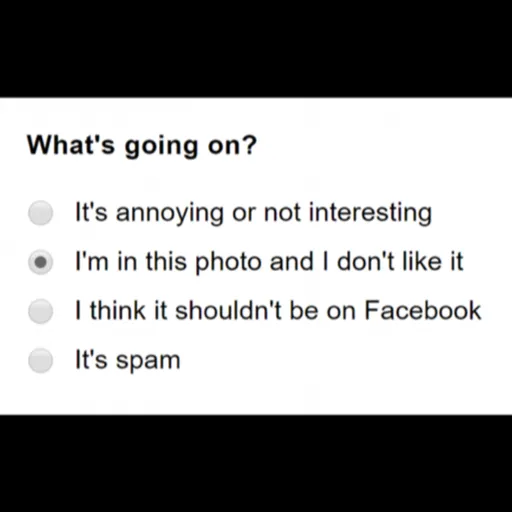 What's going on?
It's annoying or not interesting
I'm in this photo and I don't like it
I think it shouldn't be on Facebook
It's spam